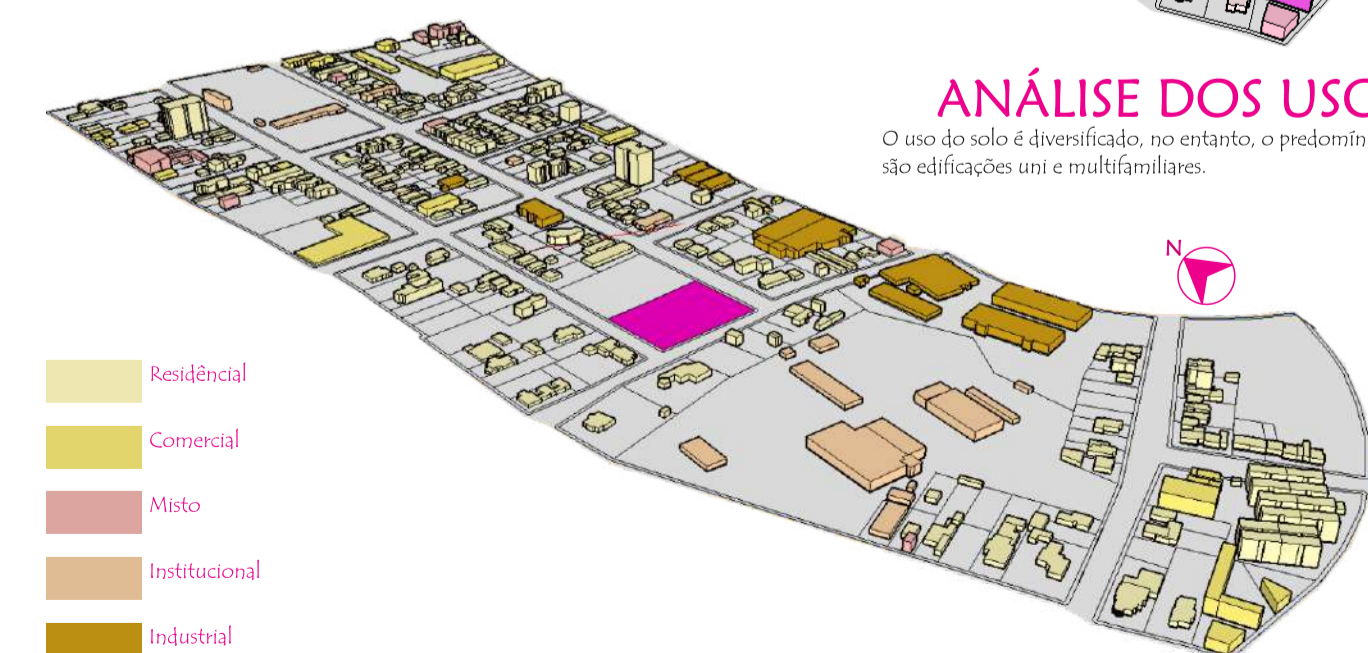 ANÁLISE DOS USO
O uso do solo é diversificado, no entanto, o predomín
são edificações uni e multifamiliares.
N
Residêncial
Comercial
Misto
Institucional
Industrial